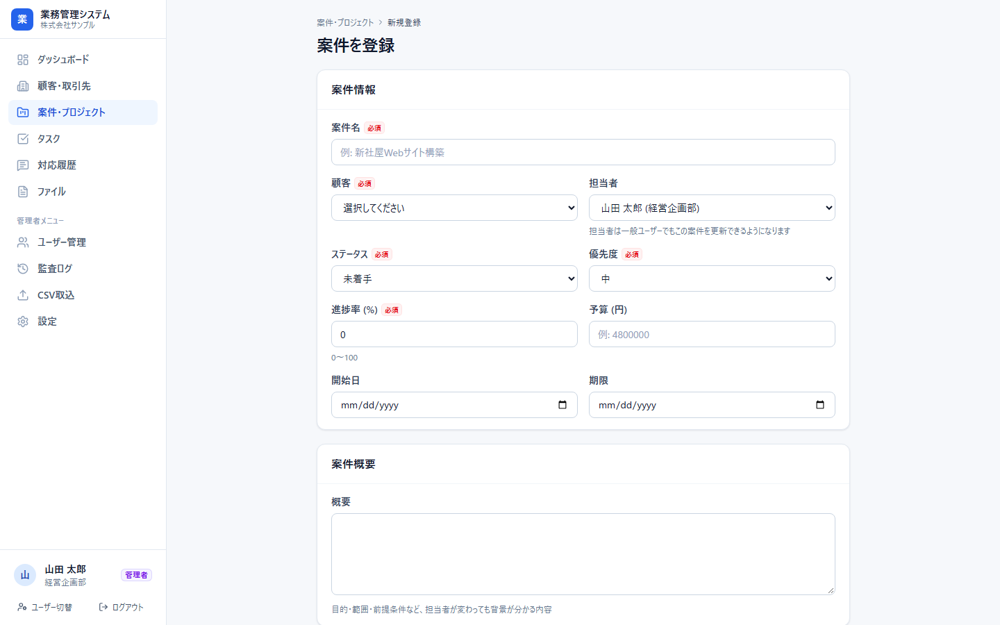 業
業務管理システム
株式会社サンプル
ダッシュボード
顧客・取引先
案件・プロジェクト
タスク
対応履歴
ファイル
管理者メニュー
ユーザー管理
監査ログ
CSV取込
設定
山
山田 太郎
経営企画部
管理者
ユーザー切替
ログアウト
案件・プロジェクト
新規登録
案件を登録
案件情報
案件名 必須
例: 新社屋Webサイト構築
顧客 必須
選択してください
担当者
山田 太郎 (経営企画部)
担当者は一般ユーザーでもこの案件を更新できるようになります
ステータス 必須
未着手
優先度 必須
中
進捗率 (%) 必須
0
0〜100
予算 (円)
例: 4800000
開始日
mm/dd/yyyy
期限
mm/dd/yyyy
案件概要
概要
目的・範囲・前提条件など、担当者が変わっても背景が分かる内容